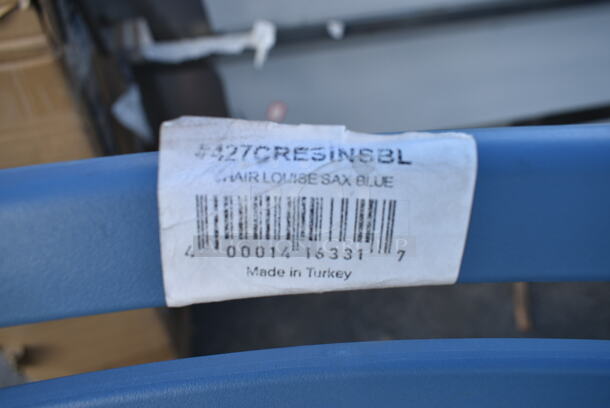 #427CRESINSBL
CHAIR LOUISE SAX BLUE
4 00014 16331 7
Made in Turkey